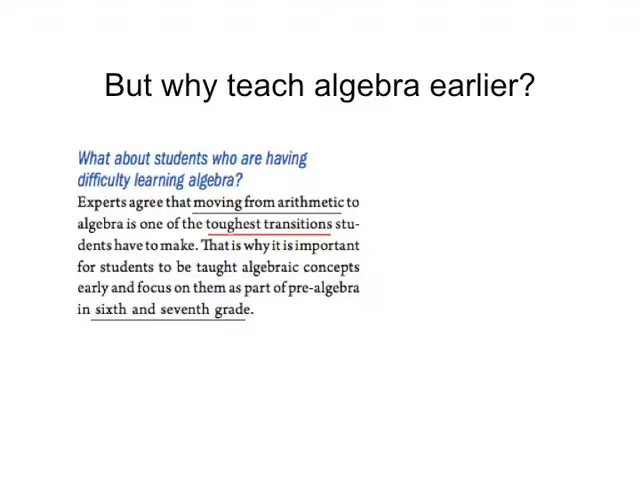 But why teach algebra earlier?
What about students who are having
difficulty learning algebra?
Experts agree that moving from arithmetic to
algebra is one of the toughest transitions stu-
dents have to make. That is why it is important
for students to be taught algebraic concepts
early and focus on them as part of pre-algebra
in sixth and seventh grade.